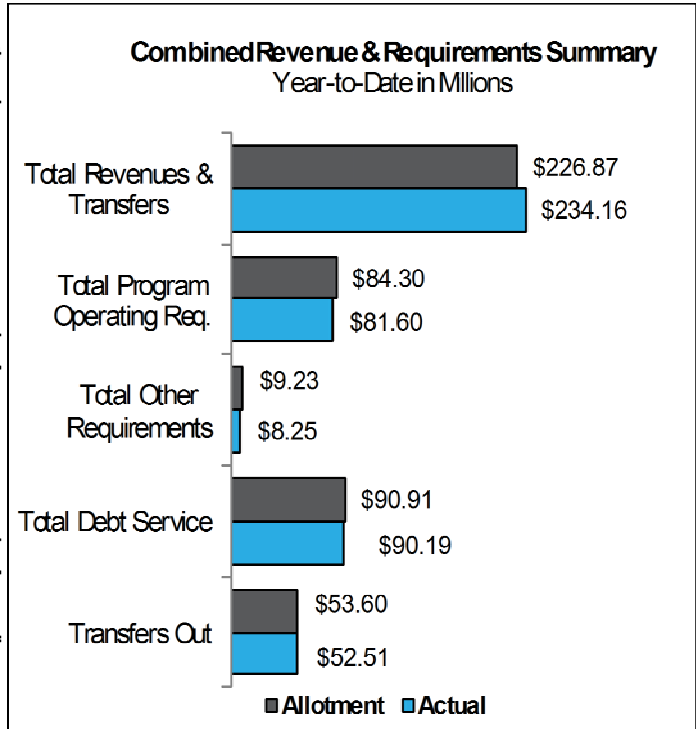 Combined Revenue & Requirements Summary
Year-to-Date in Millions
Total Revenues &
Transfers
$226.87
$234.16
Total Program
Operating Req.
$84.30
$81.60
Total Other
Requirements
$9.23
$8.25
Total Debt Service
$90.91
$90.19
Transfers Out
$53.60
$52.51
Allotment Actual